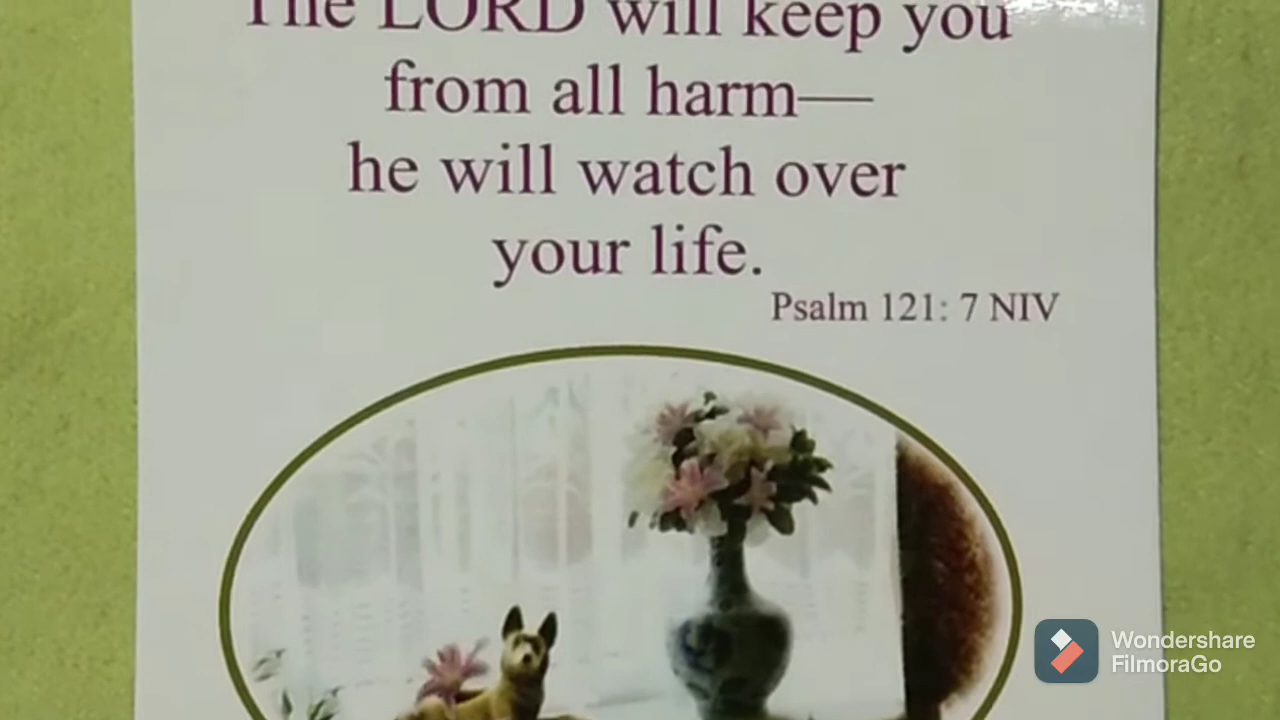 The LORD will keep you
from all harm—
he will watch over
your life.
Psalm 121: 7 NIV
Wondershare
FilmoraGo